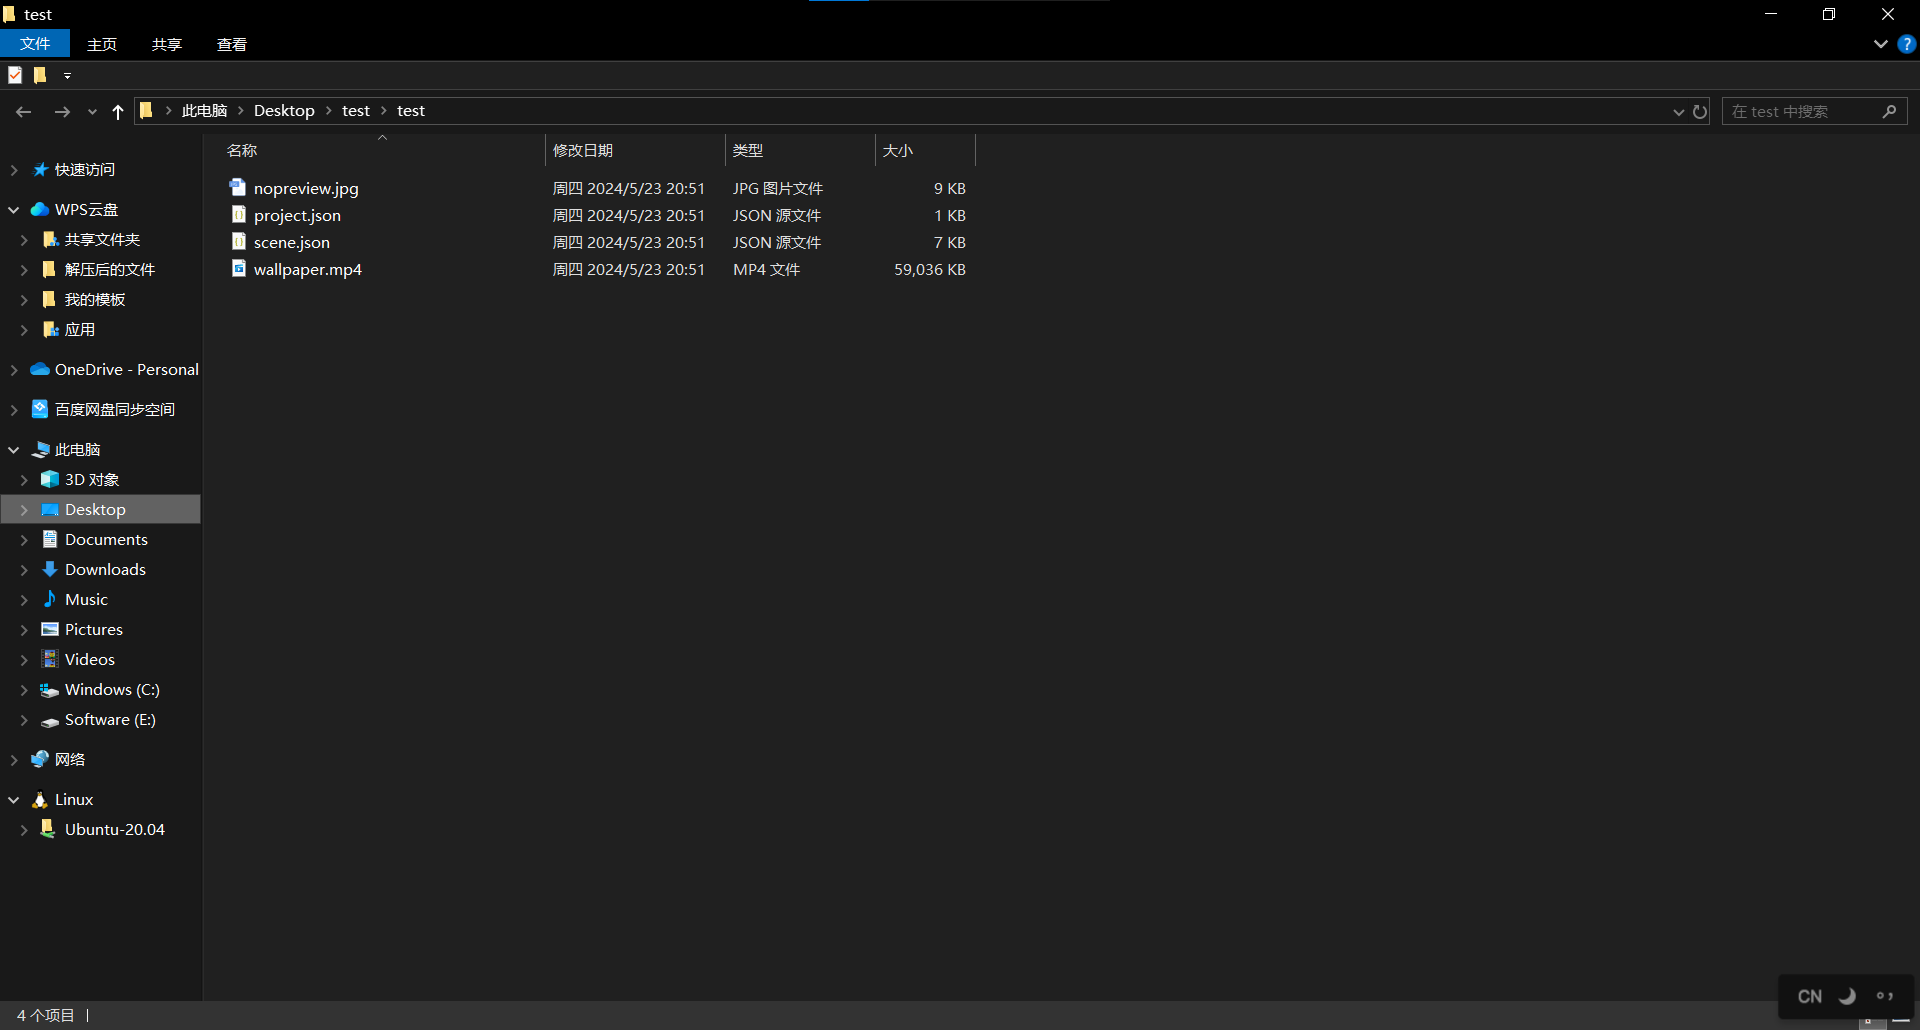 test
文件 主页 共享 查看
此电脑 Desktop test test
在 test 中搜索
名称 修改日期 类型 大小
nopreview.jpg 周四 2024/5/23 20:51 JPG 图片文件 9 KB
project.json 周四 2024/5/23 20:51 JSON 源文件 1 KB
scene.json 周四 2024/5/23 20:51 JSON 源文件 7 KB
wallpaper.mp4 周四 2024/5/23 20:51 MP4 文件 59,036 KB
快速访问
WPS云盘
共享文件夹
解压后的文件
我的模板
应用
OneDrive - Personal
百度网盘同步空间
此电脑
3D 对象
Desktop
Documents
Downloads
Music
Pictures
Videos
Windows (C:)
Software (E:)
网络
Linux
Ubuntu-20.04
4 个项目
CN